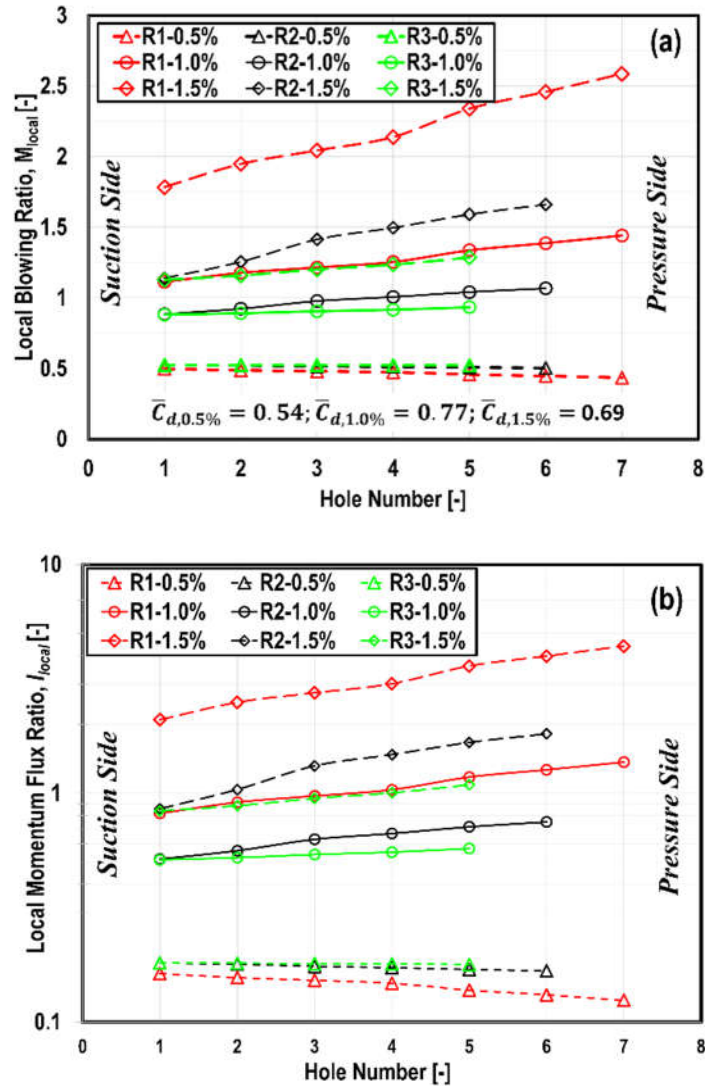 3
(a)
R1-0.5% R2-0.5% R3-0.5%
R1-1.0% R2-1.0% R3-1.0%
R1-1.5% R2-1.5% R3-1.5%
2.5
2
1.5
1
0.5
0
Local Blowing Ratio, M_local [-]
Suction Side
Pressure Side
C̅_d,0.5% = 0.54; C̅_d,1.0% = 0.77; C̅_d,1.5% = 0.69
0 1 2 3 4 5 6 7 8
Hole Number [-]
10
(b)
R1-0.5% R2-0.5% R3-0.5%
R1-1.0% R2-1.0% R3-1.0%
R1-1.5% R2-1.5% R3-1.5%
1
0.1
Local Momentum Flux Ratio, I_local [-]
Suction Side
Pressure Side
0 1 2 3 4 5 6 7 8
Hole Number [-]